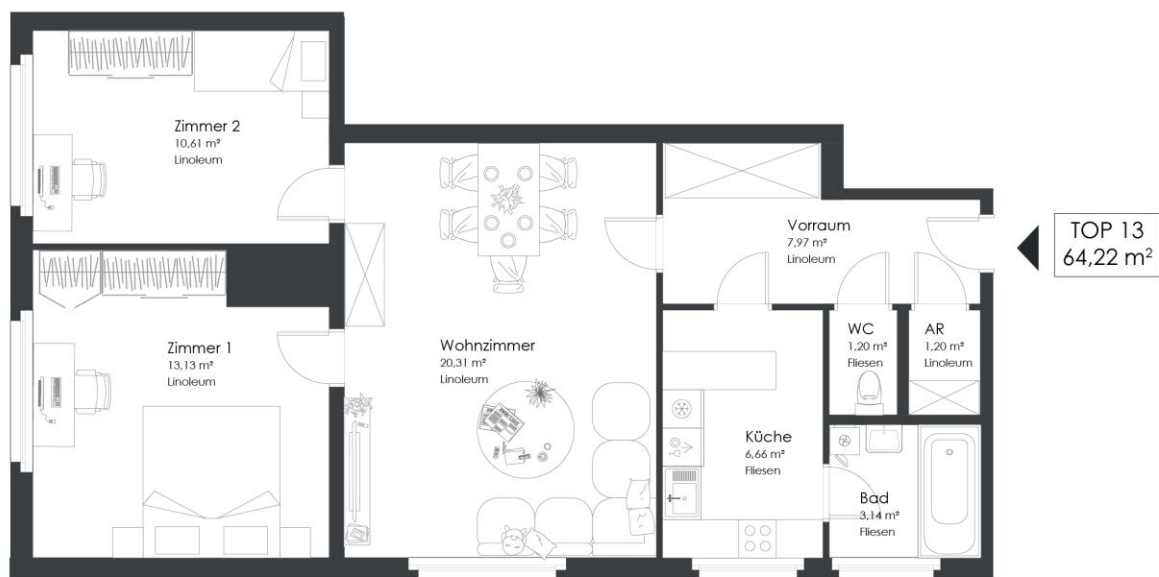 Zimmer 2
10,61 m²
Linoleum
Zimmer 1
13,13 m²
Linoleum
Wohnzimmer
20,31 m²
Linoleum
Vorraum
7,97 m²
Linoleum
WC
1,20 m²
Fliesen
AR
1,20 m²
Linoleum
Küche
6,66 m²
Fliesen
Bad
3,14 m²
Fliesen
TOP 13
64,22 m²